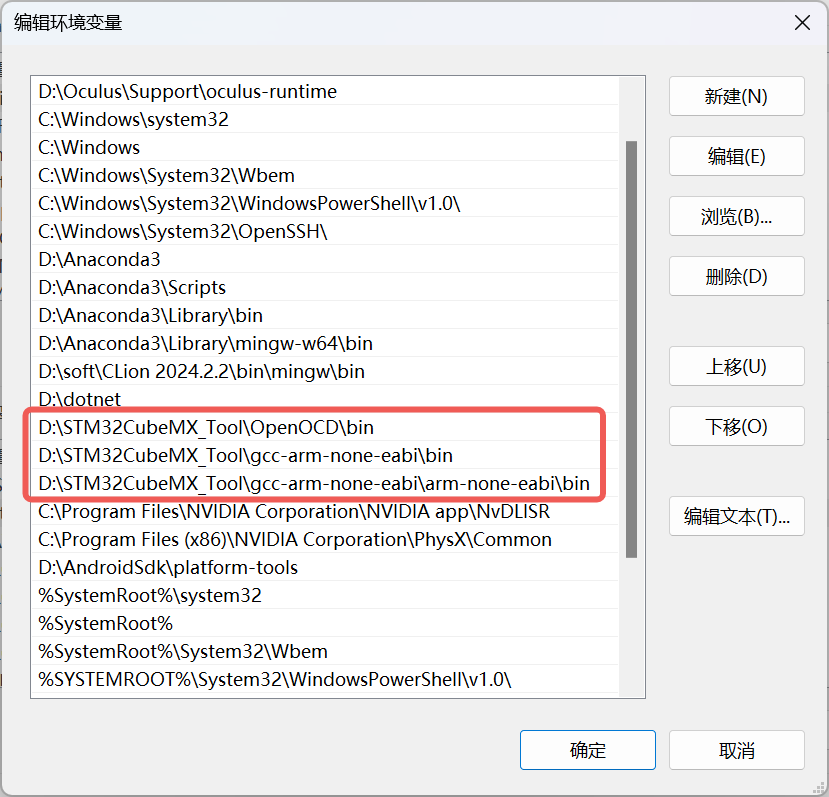 编辑环境变量
D:\Oculus\Support\oculus-runtime
C:\Windows\system32
C:\Windows
C:\Windows\System32\Wbem
C:\Windows\System32\WindowsPowerShell\v1.0\
C:\Windows\System32\OpenSSH\
D:\Anaconda3
D:\Anaconda3\Scripts
D:\Anaconda3\Library\bin
D:\Anaconda3\Library\mingw-w64\bin
D:\soft\CLion 2024.2.2\bin\mingw\bin
D:\dotnet
D:\STM32CubeMX_Tool\OpenOCD\bin
D:\STM32CubeMX_Tool\gcc-arm-none-eabi\bin
D:\STM32CubeMX_Tool\gcc-arm-none-eabi\arm-none-eabi\bin
C:\Program Files\NVIDIA Corporation\NVIDIA app\NvDLISR
C:\Program Files (x86)\NVIDIA Corporation\PhysX\Common
D:\AndroidSdk\platform-tools
%SystemRoot%\system32
%SystemRoot%
%SystemRoot%\System32\Wbem
%SYSTEMROOT%\System32\WindowsPowerShell\v1.0\
新建(N)
编辑(E)
浏览(B)...
删除(D)
上移(U)
下移(O)
编辑文本(T)...
确定
取消